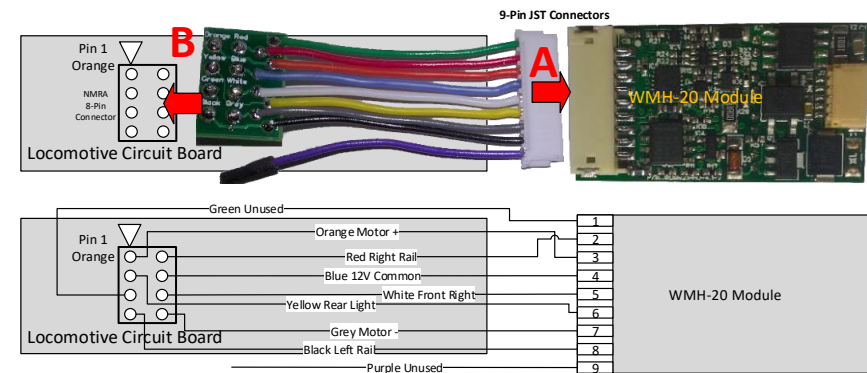 9-Pin JST Connectors
B
A
Pin 1
Orange
NMRA
8-Pin
Connector
Locomotive Circuit Board
Orange Red
Yellow Blue
Green White
Black Gray
WMH-20 Module
Green Unused
Pin 1
Orange
Orange Motor +
Red Right Rail
Blue 12V Common
White Front Right
Yellow Rear Light
Grey Motor -
Black Left Rail
Purple Unused
Locomotive Circuit Board
1
2
3
4
5
6
7
8
9
WMH-20 Module